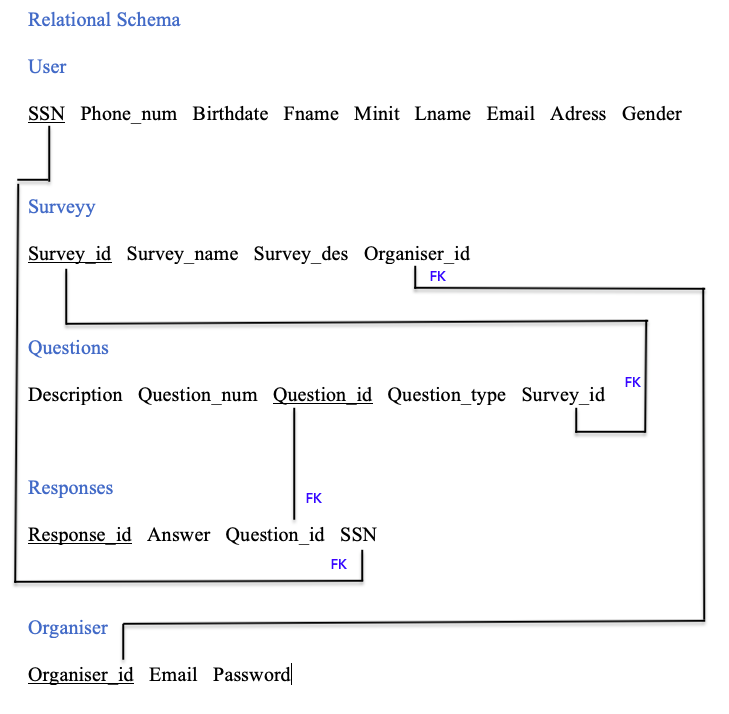 Relational Schema
User
SSN Phone_num Birthdate Fname Minit Lname Email Adress Gender
Surveyy
Survey_id Survey_name Survey_des Organiser_id
FK
Questions
FK
Description Question_num Question_id Question_type Survey_id
Responses
FK
Response_id Answer Question_id SSN
FK
Organiser
Organiser_id Email Password